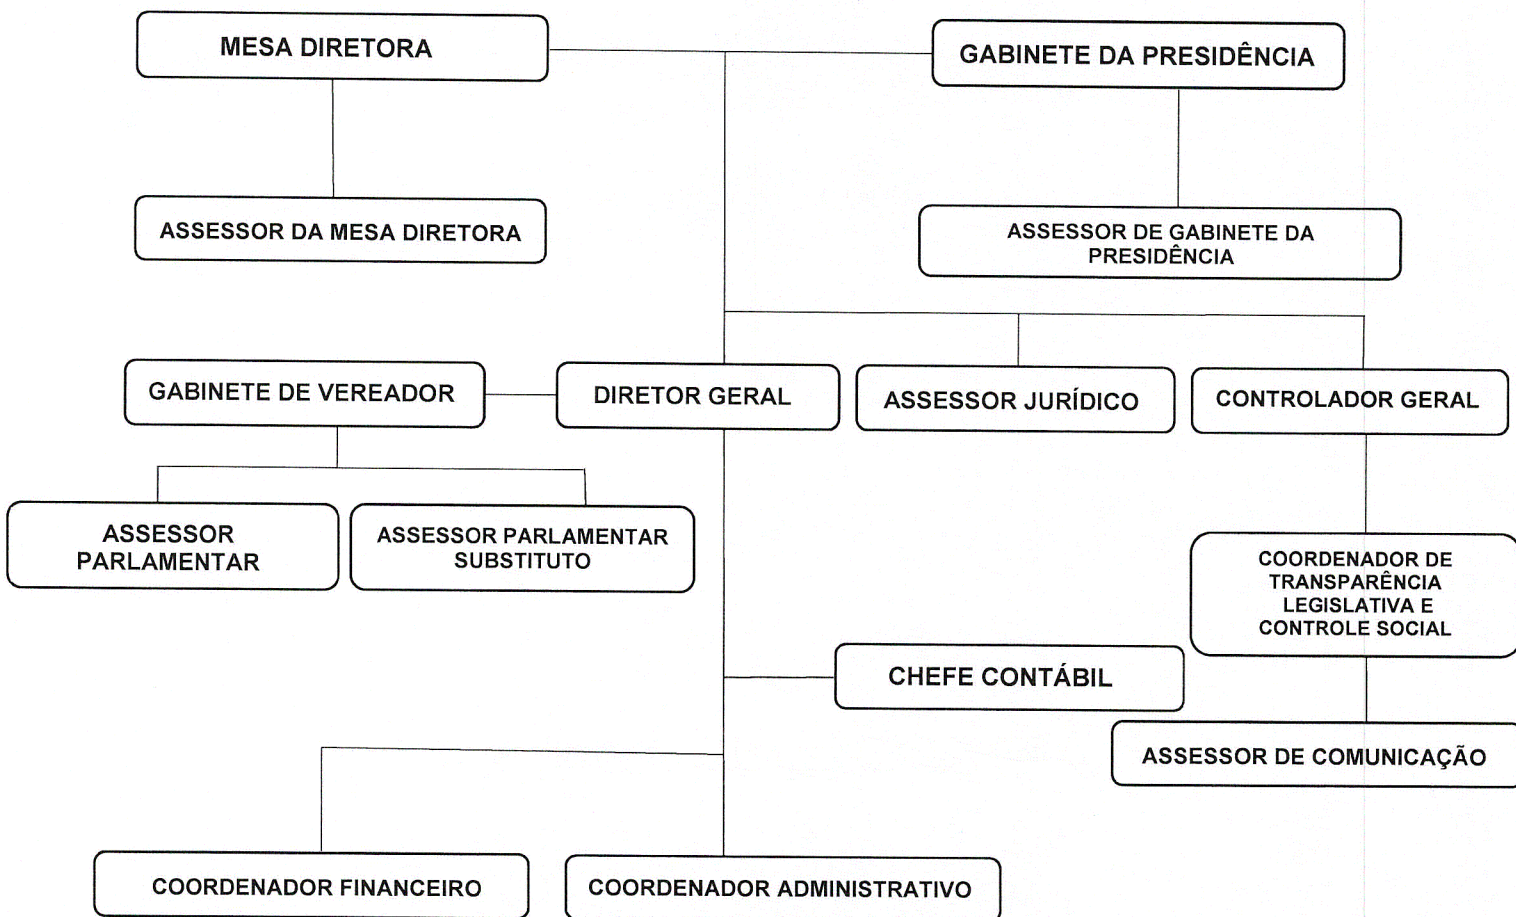 MESA DIRETORA
GABINETE DA PRESIDÊNCIA
ASSESSOR DA MESA DIRETORA
ASSESSOR DE GABINETE DA
PRESIDÊNCIA
GABINETE DE VEREADOR
DIRETOR GERAL
ASSESSOR JURÍDICO
CONTROLADOR GERAL
ASSESSOR
PARLAMENTAR
ASSESSOR PARLAMENTAR
SUBSTITUTO
COORDENADOR DE
TRANSPARÊNCIA
LEGISLATIVA E
CONTROLE SOCIAL
CHEFE CONTÁBIL
ASSESSOR DE COMUNICAÇÃO
COORDENADOR FINANCEIRO
COORDENADOR ADMINISTRATIVO